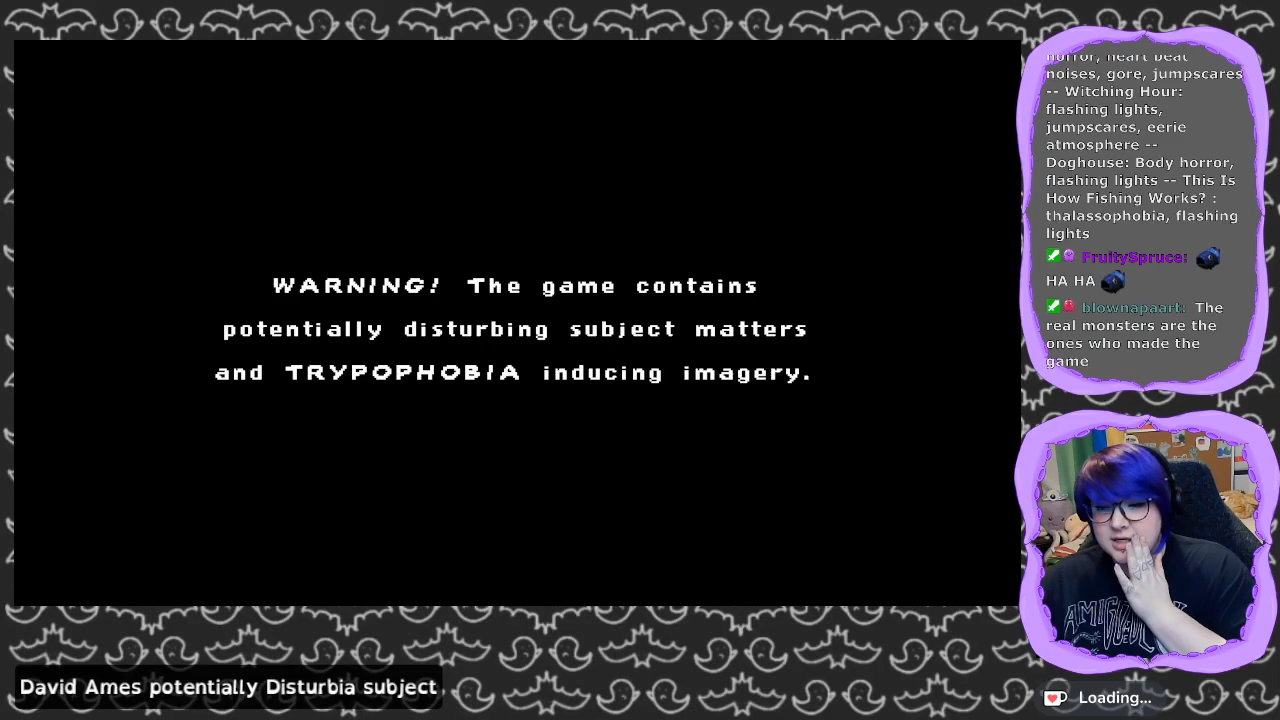 WARNING! The game contains
potentially disturbing subject matters
and TRYPOPHOBIA inducing imagery.
horror, heart beat
noises, gore, jumpscares
-- Witching Hour:
flashing lights,
jumpscares, eerie
atmosphere --
Doghouse: Body horror,
flashing lights -- This Is
How Fishing Works? :
thalassophobia, flashing
lights
FruitySpruce:
HA HA
blownapaart: The
real monsters are the
ones who made the
game
David Ames potentially Disturbia subject
Loading...